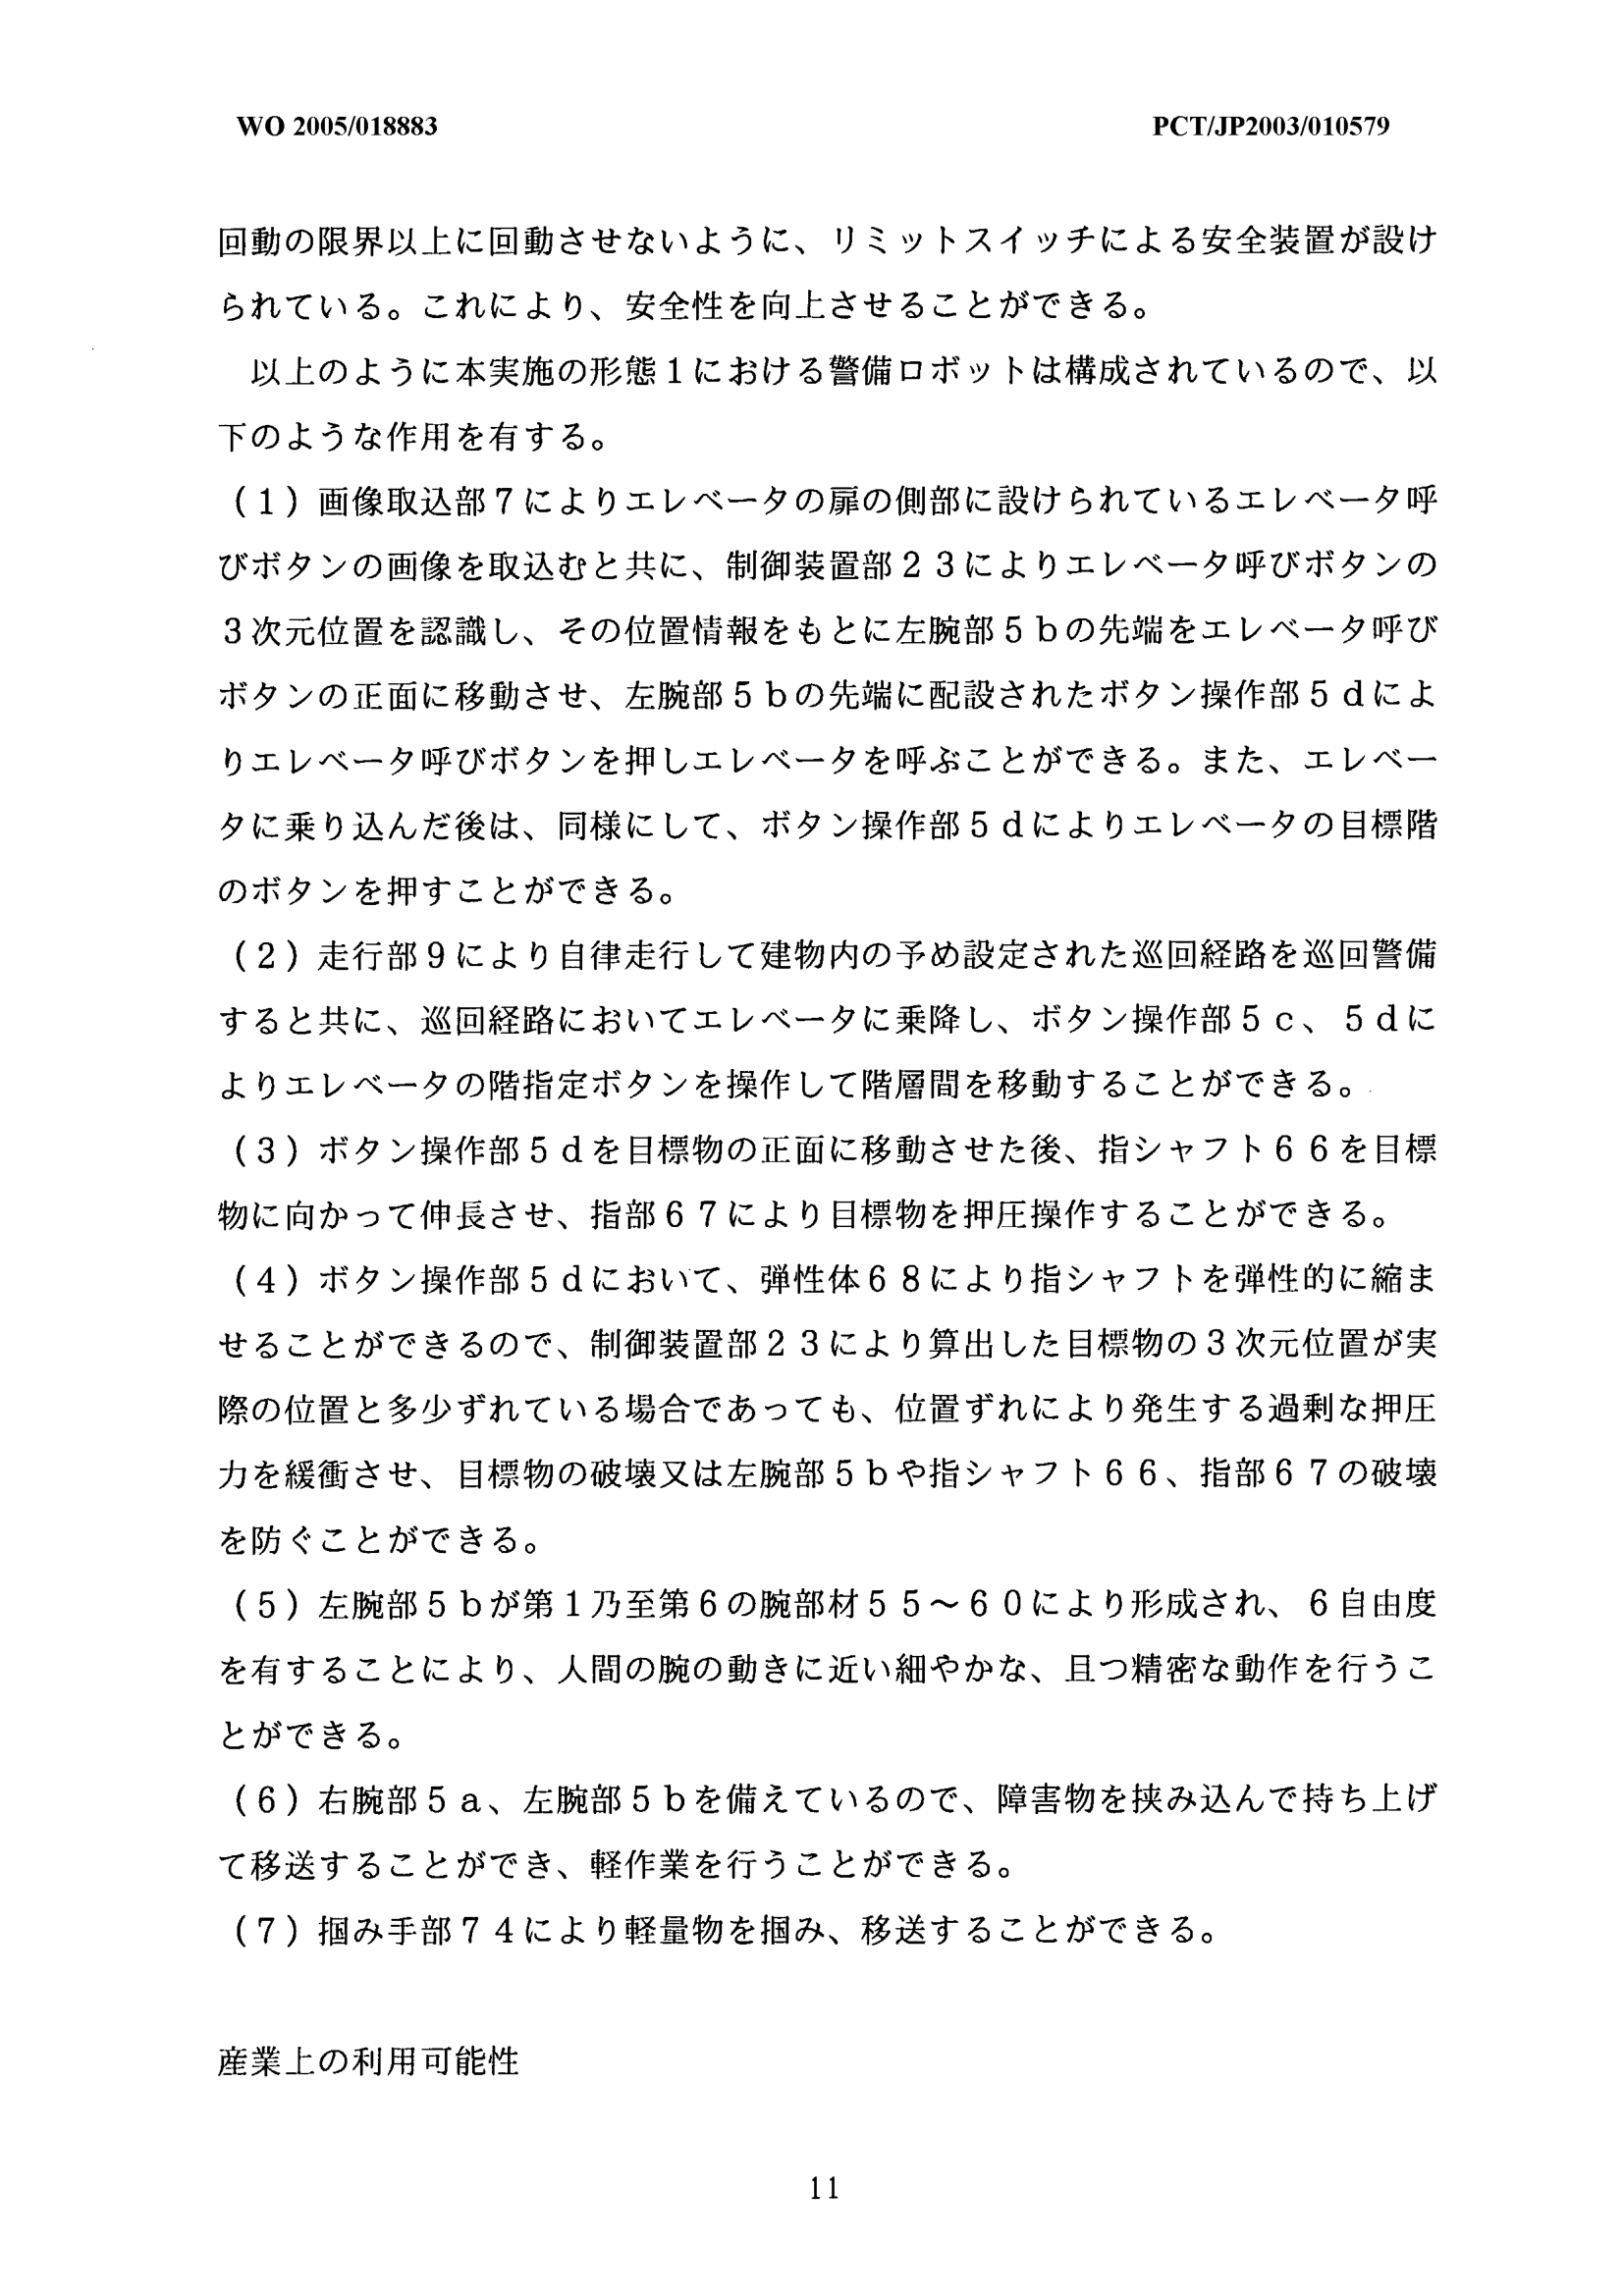 WO 2005/018883
PCT/JP2003/010579
回動の限界以上に回動させないように、リミットスイッチによる安全装置が設け
られている。これにより、安全性を向上させることができる。
　以上のように本実施の形態１における警備ロボットは構成されているので、以
下のような作用を有する。
（１）画像取込部７によりエレベータの扉の側部に設けられているエレベータ呼
びボタンの画像を取込むと共に、制御装置部２３によりエレベータ呼びボタンの
３次元位置を認識し、その位置情報をもとに左腕部５ｂの先端をエレベータ呼び
ボタンの正面に移動させ、左腕部５ｂの先端に配設されたボタン操作部５ｄによ
りエレベータ呼びボタンを押しエレベータを呼ぶことができる。また、エレベー
タに乗り込んだ後は、同様にして、ボタン操作部５ｄによりエレベータの目標階
のボタンを押すことができる。
（２）走行部９により自律走行して建物内の予め設定された巡回経路を巡回警備
すると共に、巡回経路においてエレベータに乗降し、ボタン操作部５ｃ、５ｄに
よりエレベータの階指定ボタンを操作して階層間を移動することができる。
（３）ボタン操作部５ｄを目標物の正面に移動させた後、指シャフト６６を目標
物に向かって伸長させ、指部６７により目標物を押圧操作することができる。
（４）ボタン操作部５ｄにおいて、弾性体６８により指シャフトを弾性的に縮ま
せることができるので、制御装置部２３により算出した目標物の３次元位置が実
際の位置と多少ずれている場合であっても、位置ずれにより発生する過剰な押圧
力を緩衝させ、目標物の破壊又は左腕部５ｂや指シャフト６６、指部６７の破壊
を防ぐことができる。
（５）左腕部５ｂが第１乃至第６の腕部材５５～６０により形成され、６自由度
を有することにより、人間の腕の動きに近い細やかな、且つ精密な動作を行うこ
とができる。
（６）右腕部５ａ、左腕部５ｂを備えているので、障害物を挟み込んで持ち上げ
て移送することができ、軽作業を行うことができる。
（７）掴み手部７４により軽量物を掴み、移送することができる。
産業上の利用可能性
11